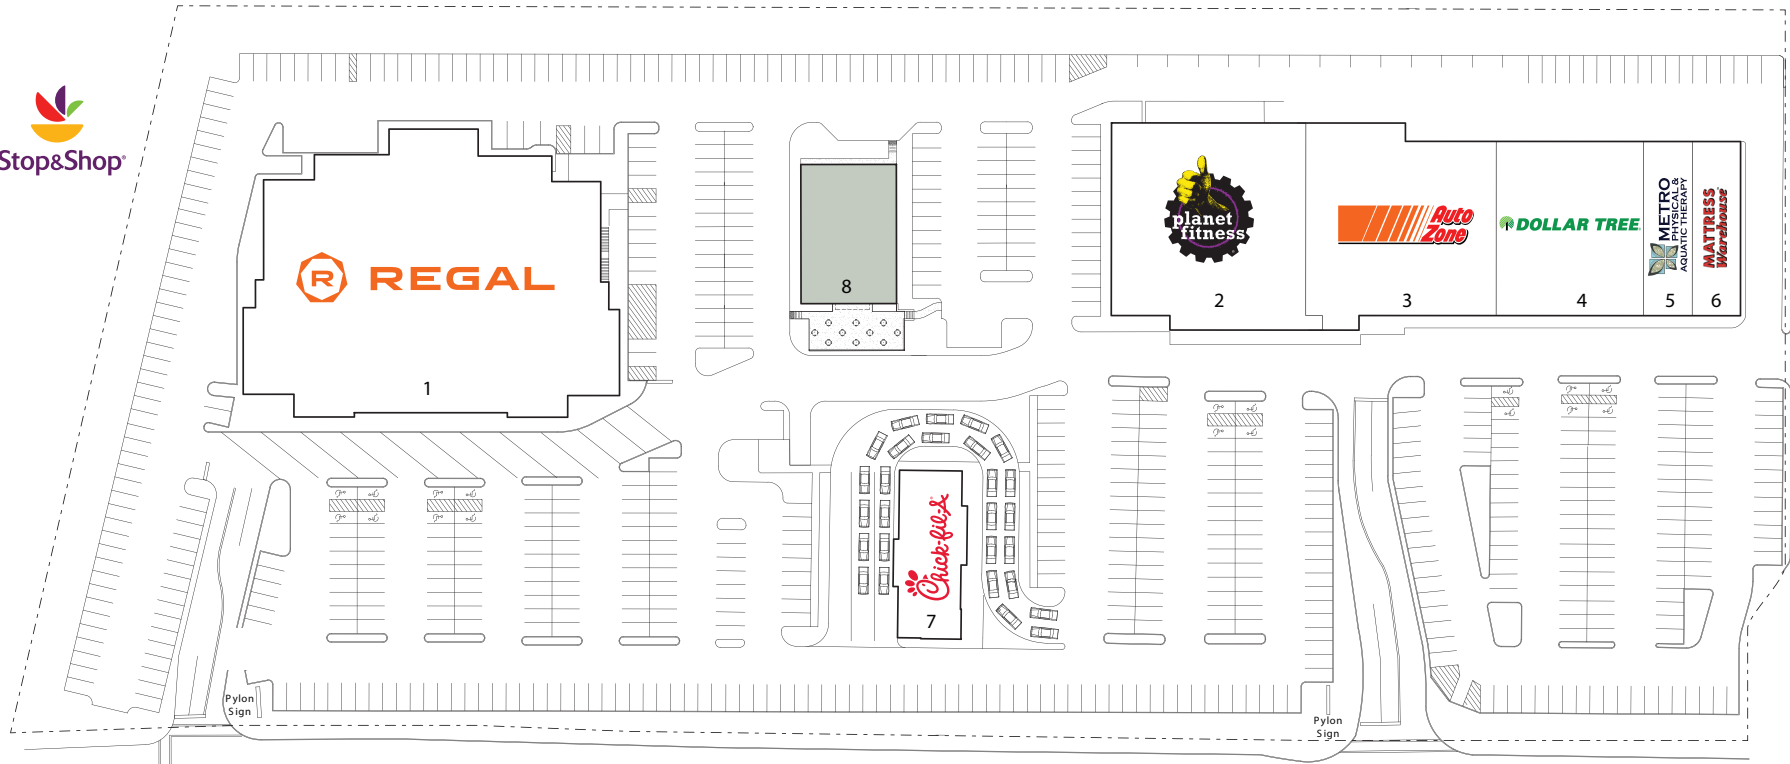 Stop&Shop®
R REGAL
1
8
planet
fitness
2
Auto
Zone
3
DOLLAR TREE
4
METRO
PHYSICAL &
AQUATIC THERAPY
5
MATTRESS
Warehouse
6
Chick-fil-A
7
Pylon
Sign
Pylon
Sign